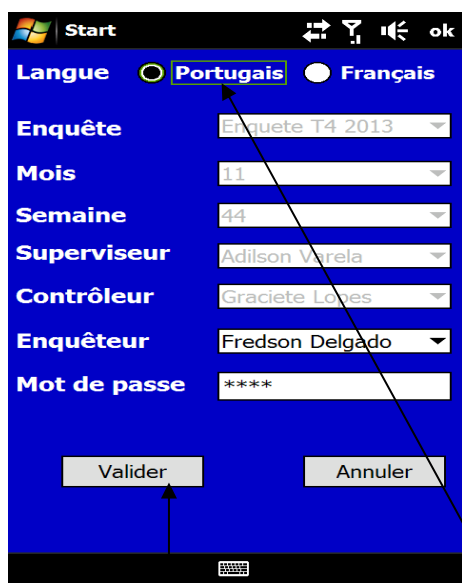 Start ok
Langue Portugais Français
Enquête Enquete T4 2013
Mois 11
Semaine 44
Superviseur Adilson Varela
Contrôleur Graciete Lopes
Enquêteur Fredson Delgado
Mot de passe ****
Valider Annuler